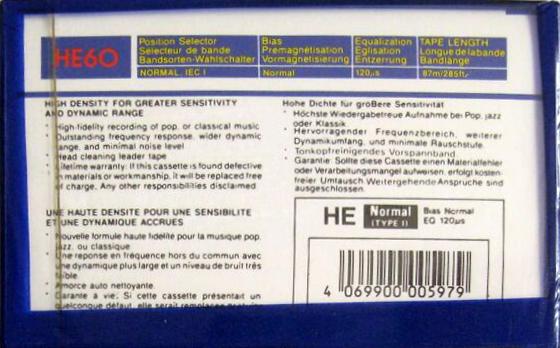 HE60
Position Selector
Sélecteur de bande
Bandsorten-Wahlschalter
NORMAL, IEC I
Bias
Prémagnétisation
Vormagnetisierung
Normal
Equalization
Eglisation
Entzerrung
120µs
TAPE LENGTH
Longue de la bande
Bandlänge
87m/285ft.
HIGH DENSITY FOR GREATER SENSITIVITY
AND DYNAMIC RANGE
High fidelity recording of pop, or classical music
Outstanding frequency response, wider dynamic
range, and minimal noise level
Head cleaning leader tape
Lifetime warranty: If this cassette is found defective
in materials or workmanship, it will be replaced free
of charge. Any other responsibilities disclaimed
UNE HAUTE DENSITE POUR UNE SENSIBILITE
ET UNE DYNAMIQUE ACCRUES
Nouvelle formule haute fidélité pour la musique pop,
jazz, ou classique
Une reponse en fréquence hors du commun avec
une dynamique plus large et un niveau de bruit très
faible.
Amorce auto nettoyante.
Garantie à vie: Si cette cassette présentait un
quelconque défaut, elle serait remplacée gratuite
Hohe Dichte für größere Sensitivität
* Höchste Wiedergabetreue Aufnahme bei Pop, jazz
oder Klassik
* Hervorragender Frequenzbereich, weiterer
Dynamikumfang, und minimale Rauschstufe.
* Tonkopfreinigendes Vorspannband.
* Garantie: Sollte diese Cassette einen Materialfehler
oder Verarbeitungsmangel aufweisen, erfolgt kosten-
freier Umtausch. Weitergehende Ansprüche sind
ausgeschlossen.
HE Normal (TYPE I)
Bias Normal
EQ 120µs
4 069900 005979